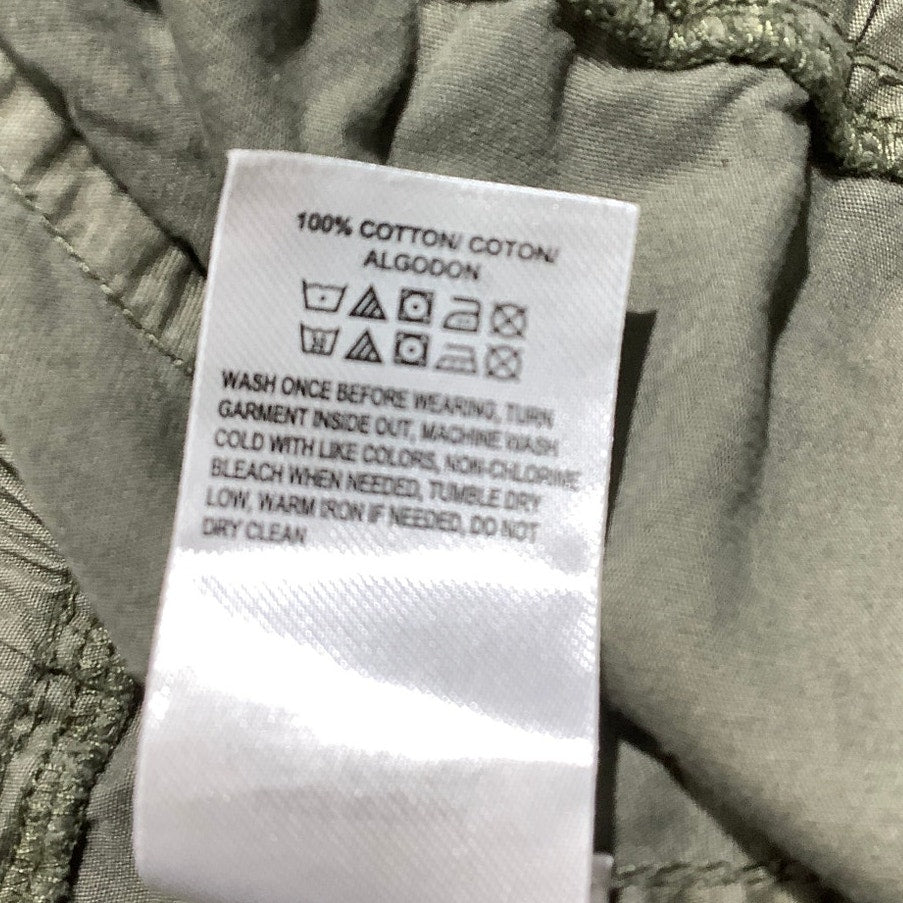 100% COTTON/ COTON/
ALGODON
WASH ONCE BEFORE WEARING, TURN
GARMENT INSIDE OUT, MACHINE WASH
COLD WITH LIKE COLORS, NON-CHLORINE
BLEACH WHEN NEEDED, TUMBLE DRY
LOW, WARM IRON IF NEEDED, DO NOT
DRY CLEAN